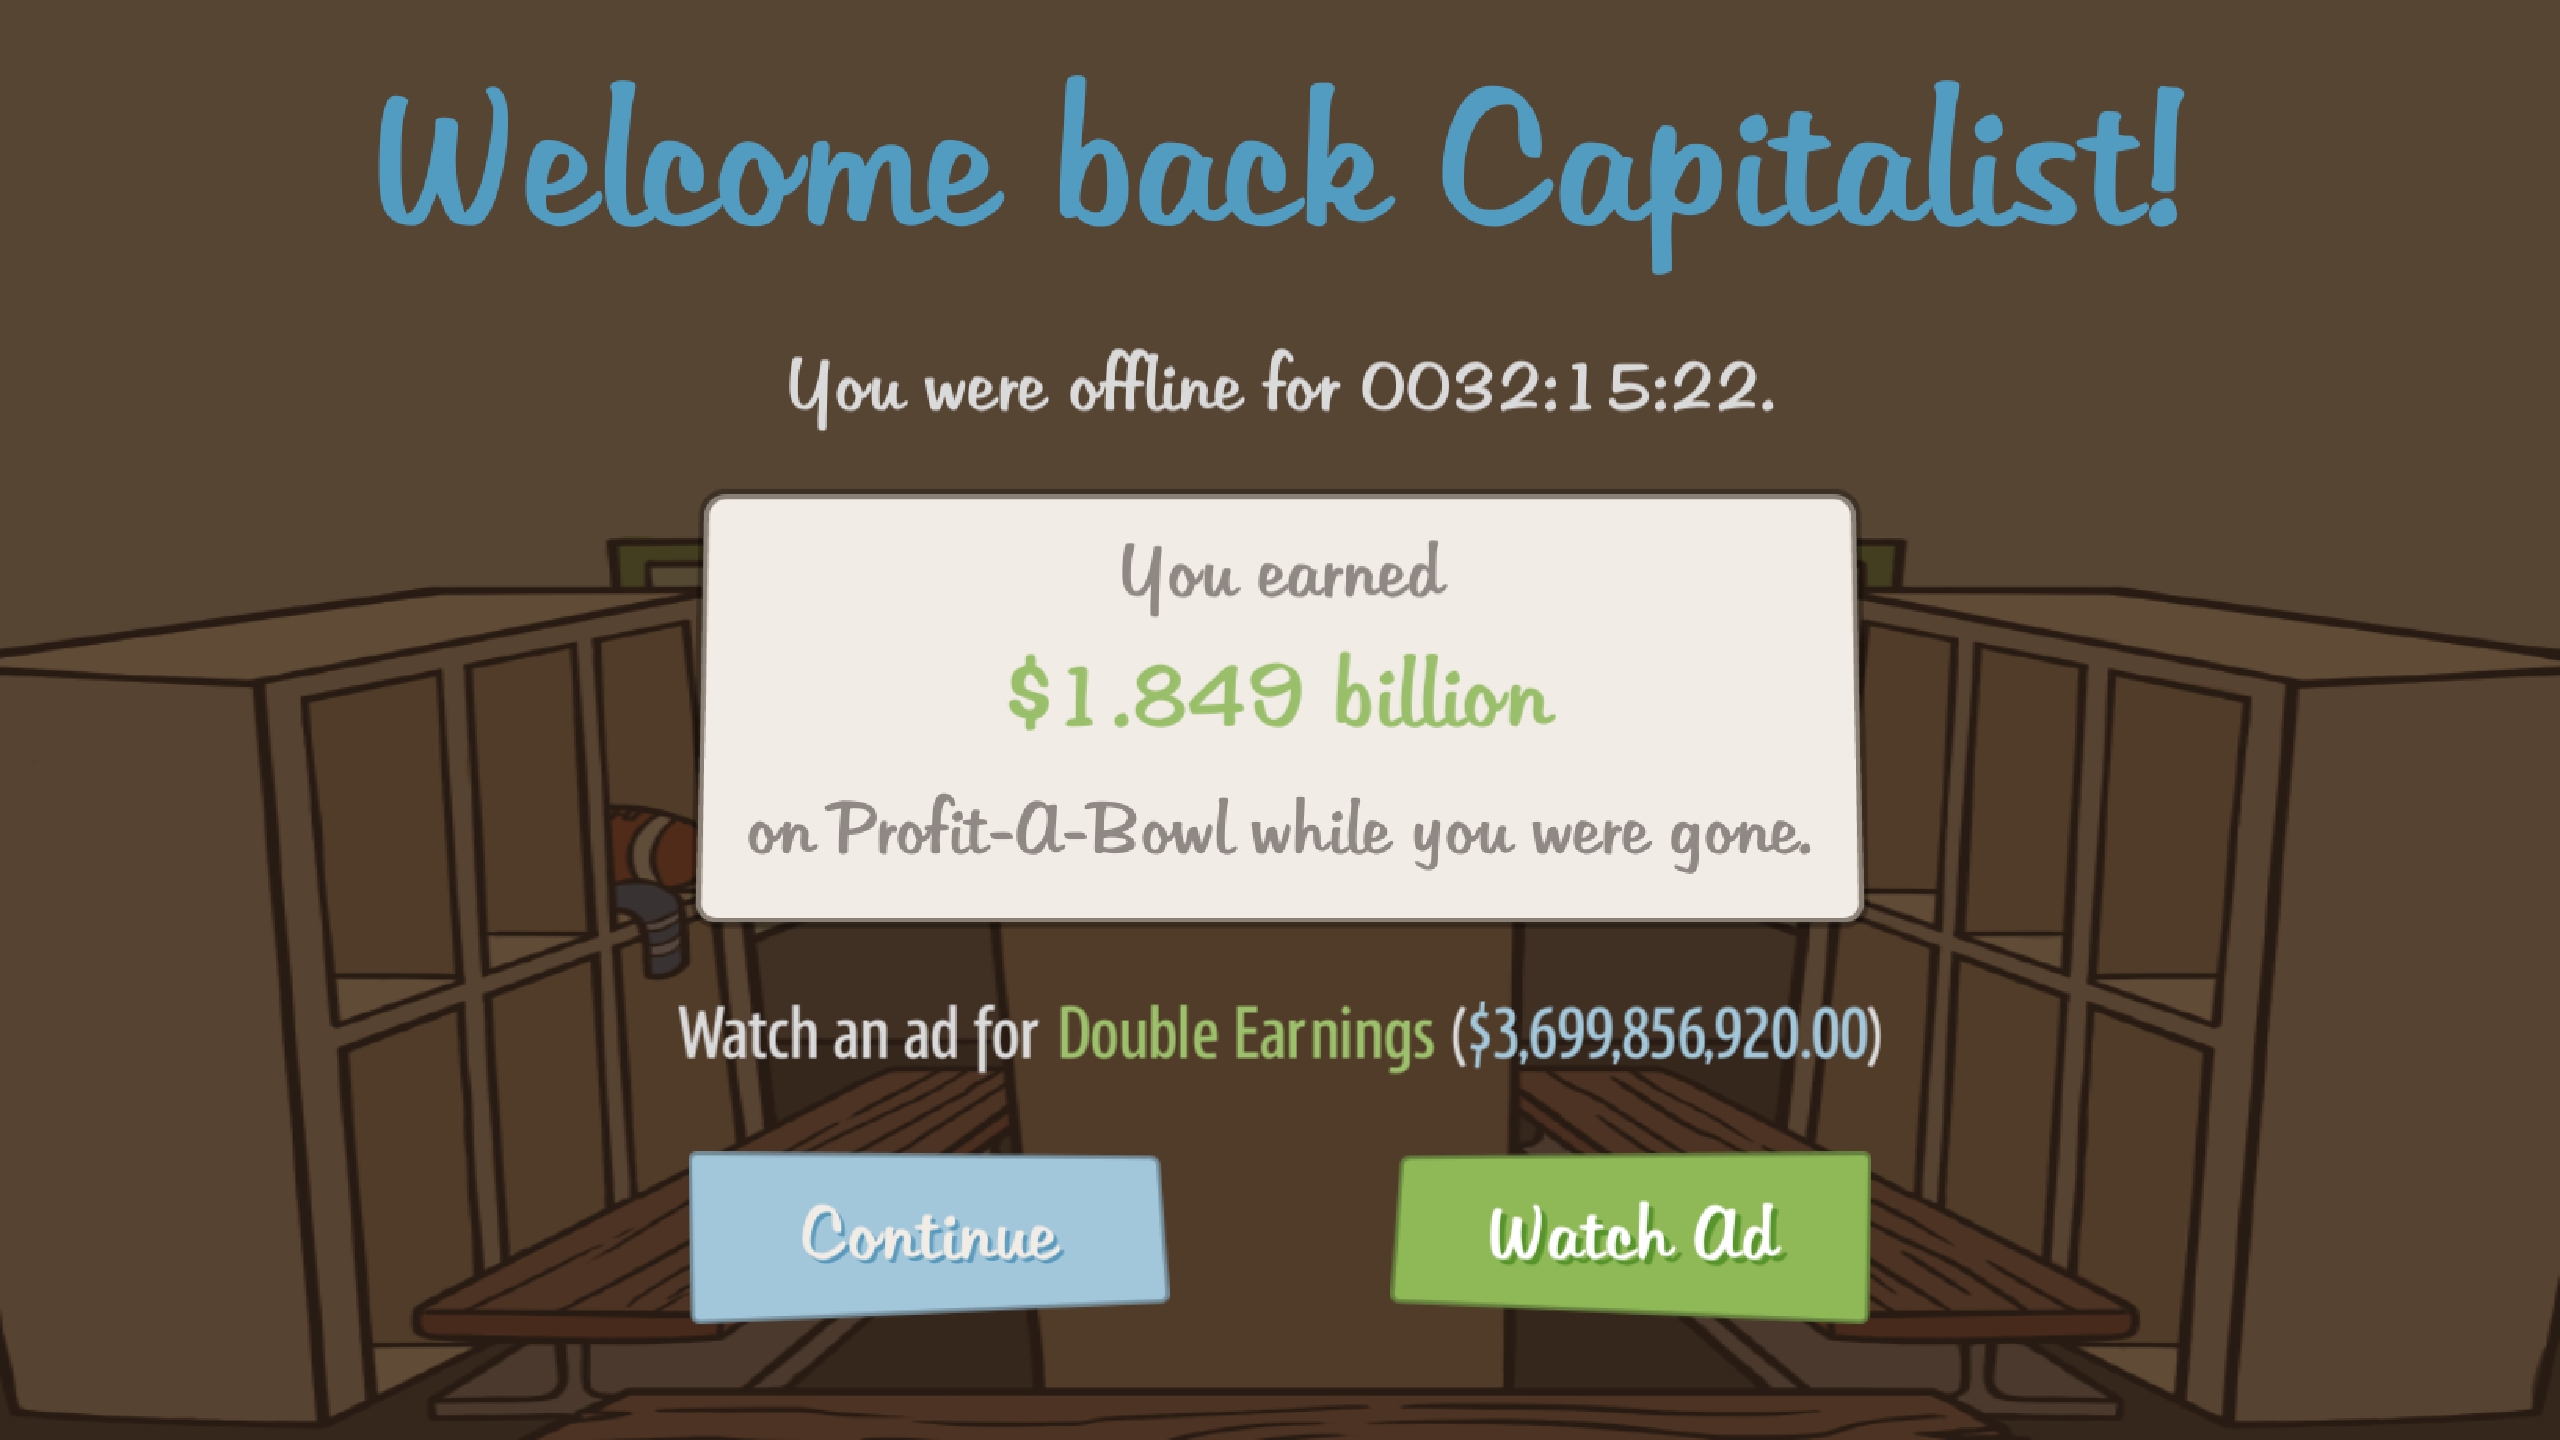 Welcome back Capitalist!
You were offline for 0032:15:22.
You earned
$1.849 billion
on Profit-A-Bowl while you were gone.
Watch an ad for Double Earnings ($3,699,856,920.00)
Continue
Watch Ad